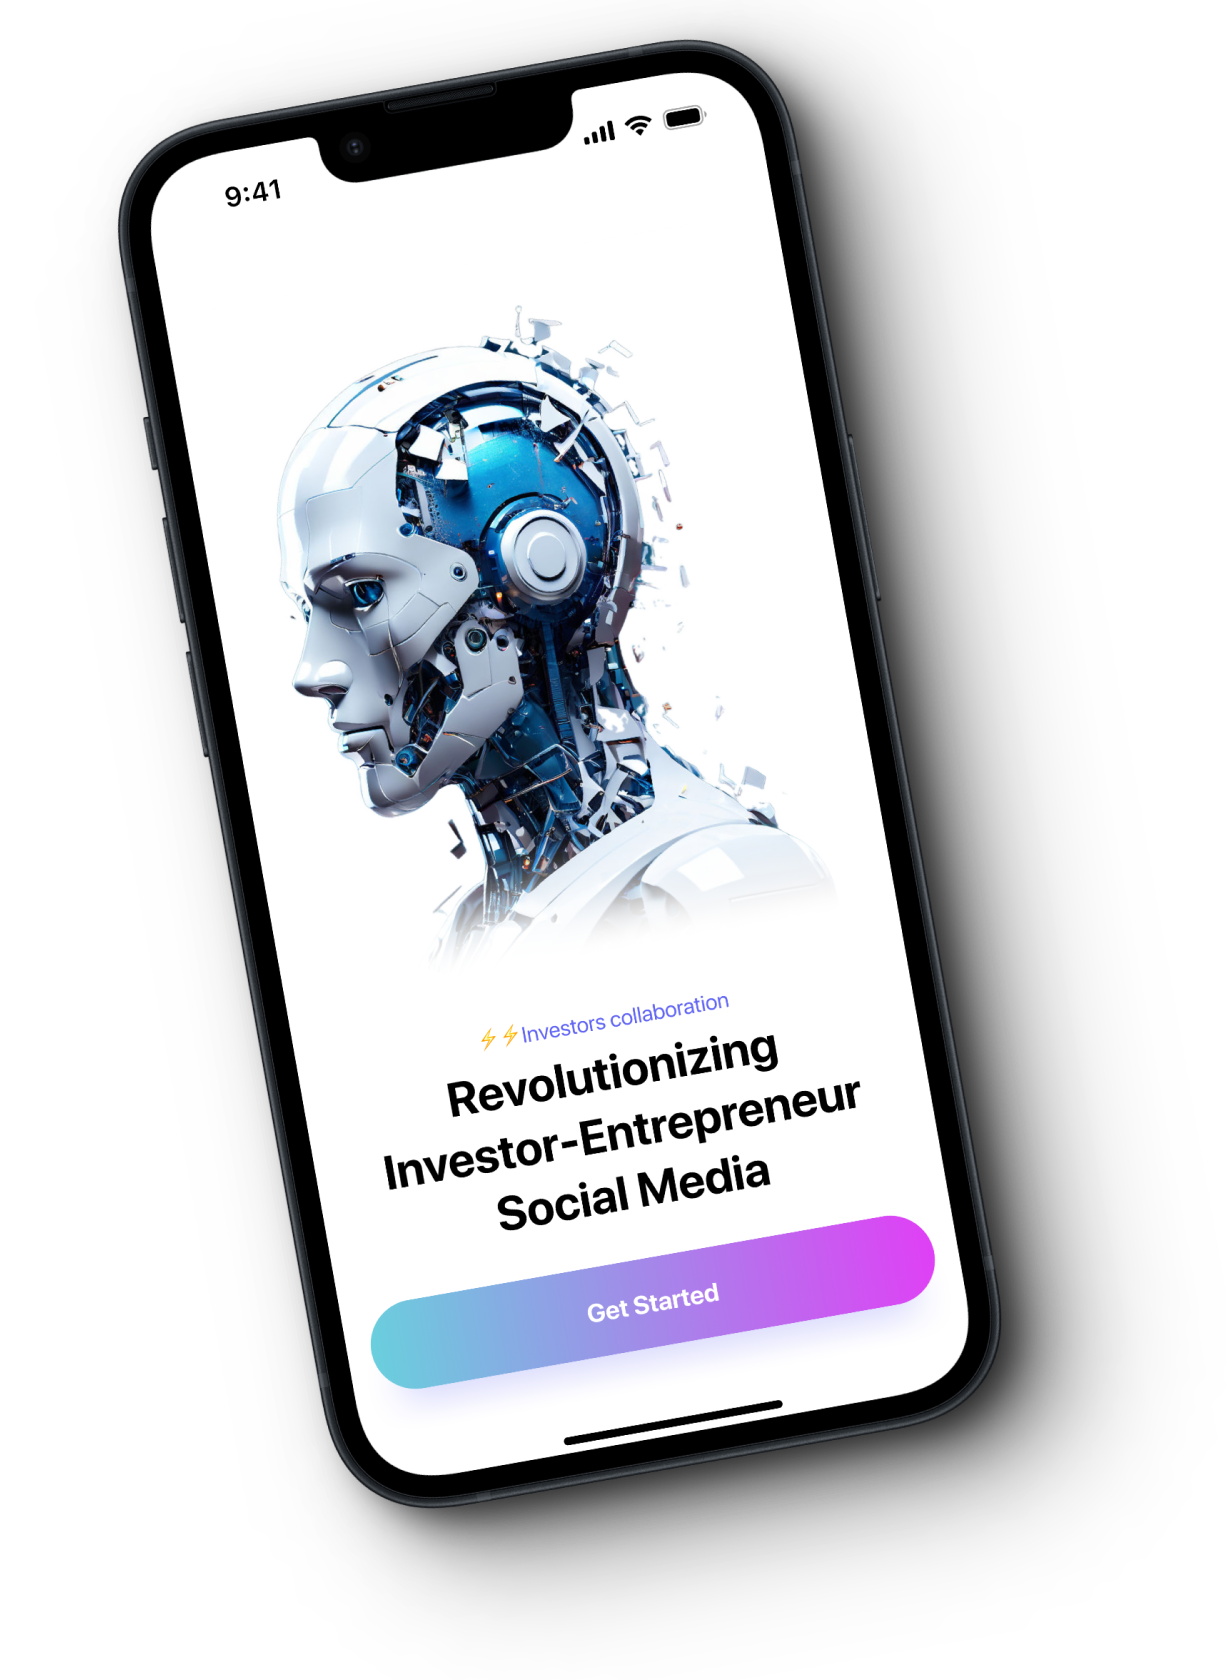 9:41
⚡⚡Investors collaboration
Revolutionizing
Investor-Entrepreneur
Social Media
Get Started